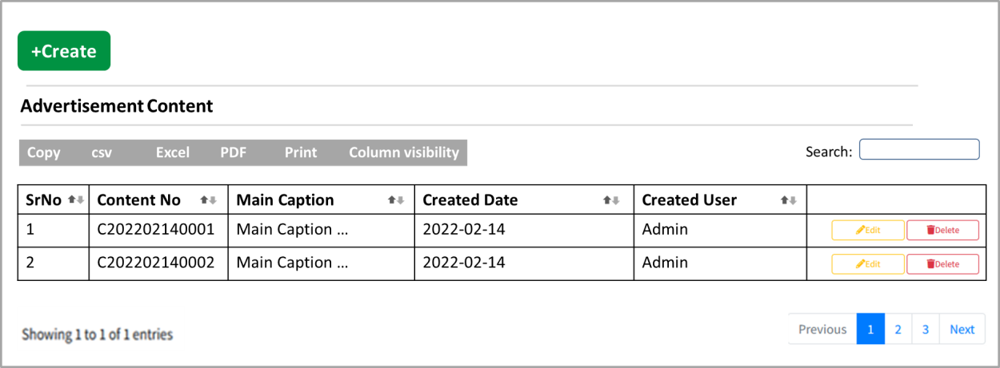 +Create
Advertisement Content
Copy csv Excel PDF Print Column visibility Search:
SrNo Content No Main Caption Created Date Created User
1 C202202140001 Main Caption ... 2022-02-14 Admin Edit Delete
2 C202202140002 Main Caption ... 2022-02-14 Admin Edit Delete
Showing 1 to 1 of 1 entries Previous 1 2 3 Next